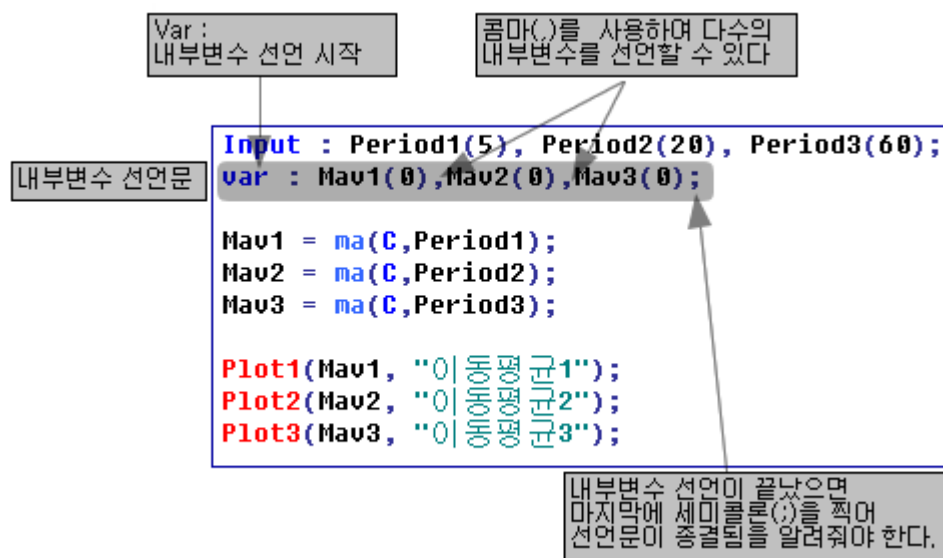 Var :
내부변수 선언 시작
콤마(,)를 사용하여 다수의
내부변수를 선언할 수 있다
Input : Period1(5), Period2(20), Period3(60);
내부변수 선언문
var : Mav1(0),Mav2(0),Mav3(0);
Mav1 = ma(C,Period1);
Mav2 = ma(C,Period2);
Mav3 = ma(C,Period3);
Plot1(Mav1, "이동평균1");
Plot2(Mav2, "이동평균2");
Plot3(Mav3, "이동평균3");
내부변수 선언이 끝났으면
마지막에 세미콜론(;)을 찍어
선언문이 종결됨를 알려줘야 한다.